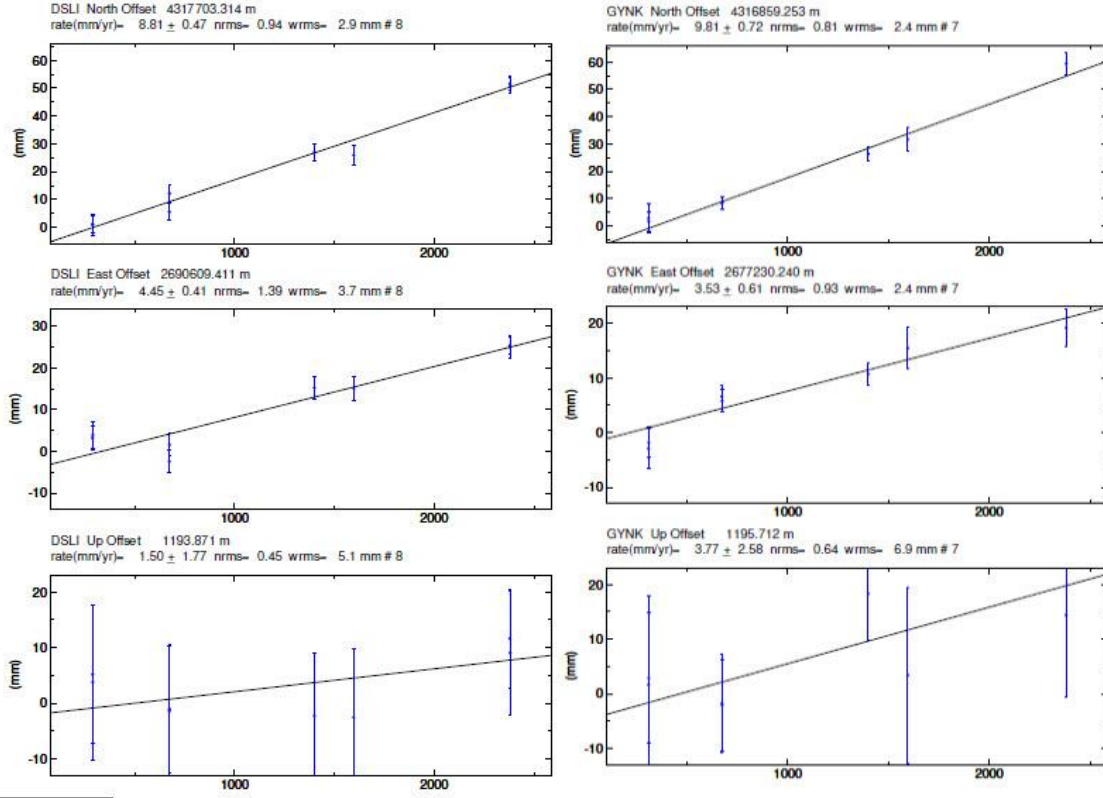 DSLI North Offset 4317703.314 m
rate(mm/yr)= 8.81 ± 0.47 nrms= 0.94 wrms= 2.9 mm # 8
60
50
40
30
20
10
0
(mm)
1000
2000
GYNK North Offset 4316859.253 m
rate(mm/yr)= 9.81 ± 0.72 nrms= 0.81 wrms= 2.4 mm # 7
60
50
40
30
20
10
0
(mm)
1000
2000
DSLI East Offset 2690609.411 m
rate(mm/yr)= 4.45 ± 0.41 nrms= 1.39 wrms= 3.7 mm # 8
30
20
10
0
-10
(mm)
1000
2000
GYNK East Offset 2677230.240 m
rate(mm/yr)= 3.53 ± 0.61 nrms= 0.93 wrms= 2.4 mm # 7
20
10
0
-10
(mm)
1000
2000
DSLI Up Offset 1193.871 m
rate(mm/yr)= 1.50 ± 1.77 nrms= 0.45 wrms= 5.1 mm # 8
20
10
0
-10
(mm)
1000
2000
GYNK Up Offset 1195.712 m
rate(mm/yr)= 3.77 ± 2.58 nrms= 0.64 wrms= 6.9 mm # 7
20
10
0
-10
(mm)
1000
2000